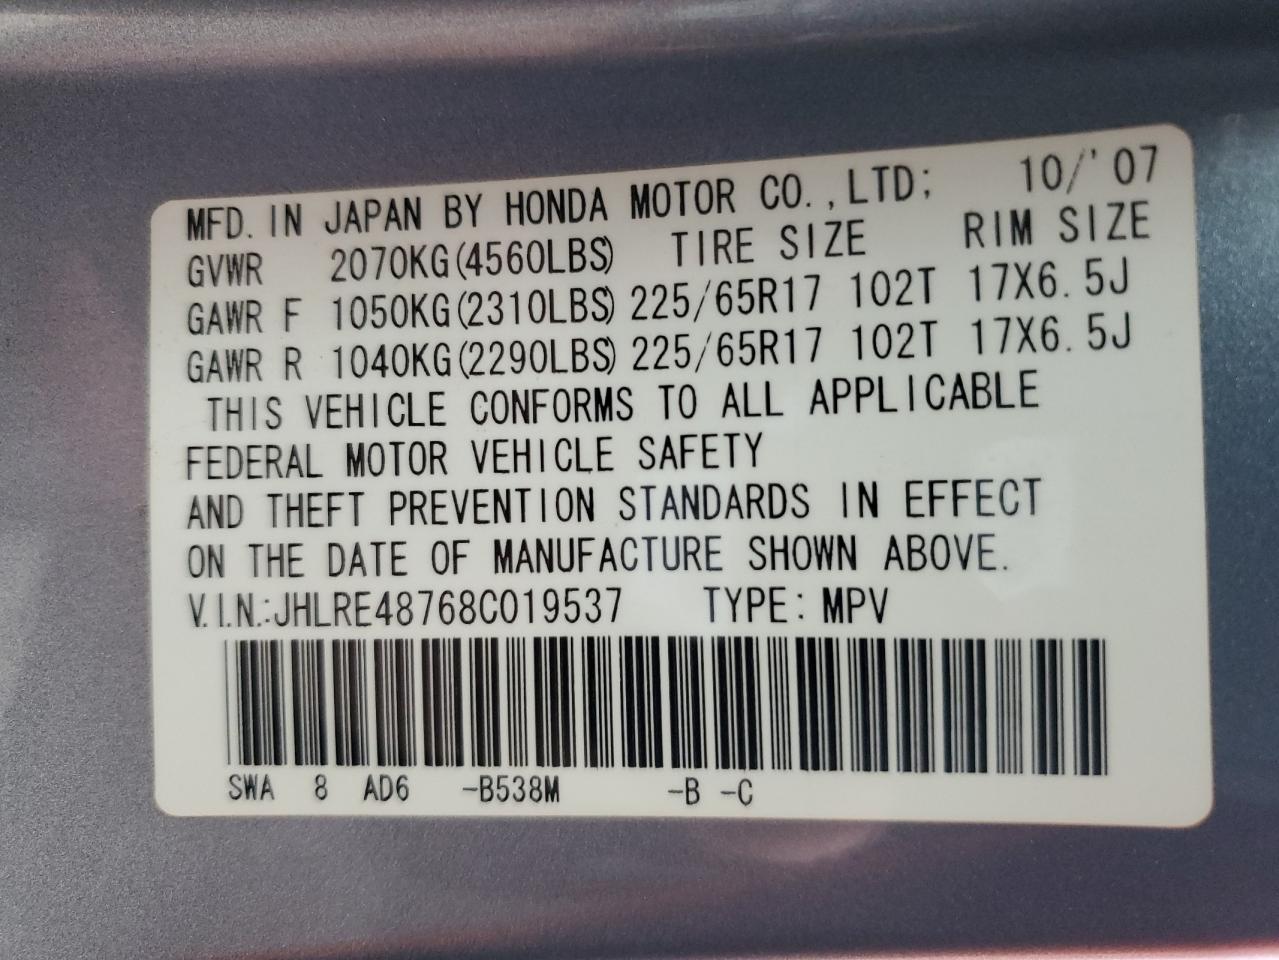 MFD. IN JAPAN BY HONDA MOTOR CO.,LTD; 10/'07
GVWR 2070KG(4560LBS) TIRE SIZE RIM SIZE
GAWR F 1050KG(2310LBS) 225/65R17 102T 17X6.5J
GAWR R 1040KG(2290LBS) 225/65R17 102T 17X6.5J
THIS VEHICLE CONFORMS TO ALL APPLICABLE
FEDERAL MOTOR VEHICLE SAFETY
AND THEFT PREVENTION STANDARDS IN EFFECT
ON THE DATE OF MANUFACTURE SHOWN ABOVE.
V.I.N.:JHLRE48768C019537 TYPE: MPV
SWA 8 AD6 -B538M -B -C